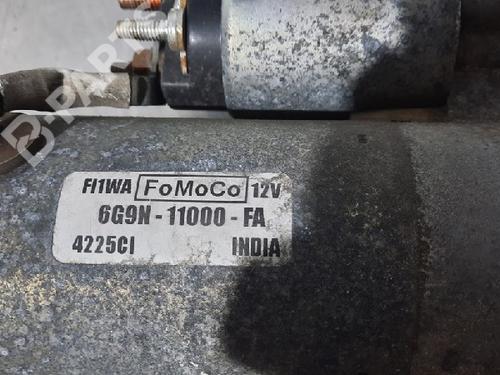 B-PARTS
FI1WA FoMoCo 12V
6G9N - 11000 - FA
4225CI INDIA